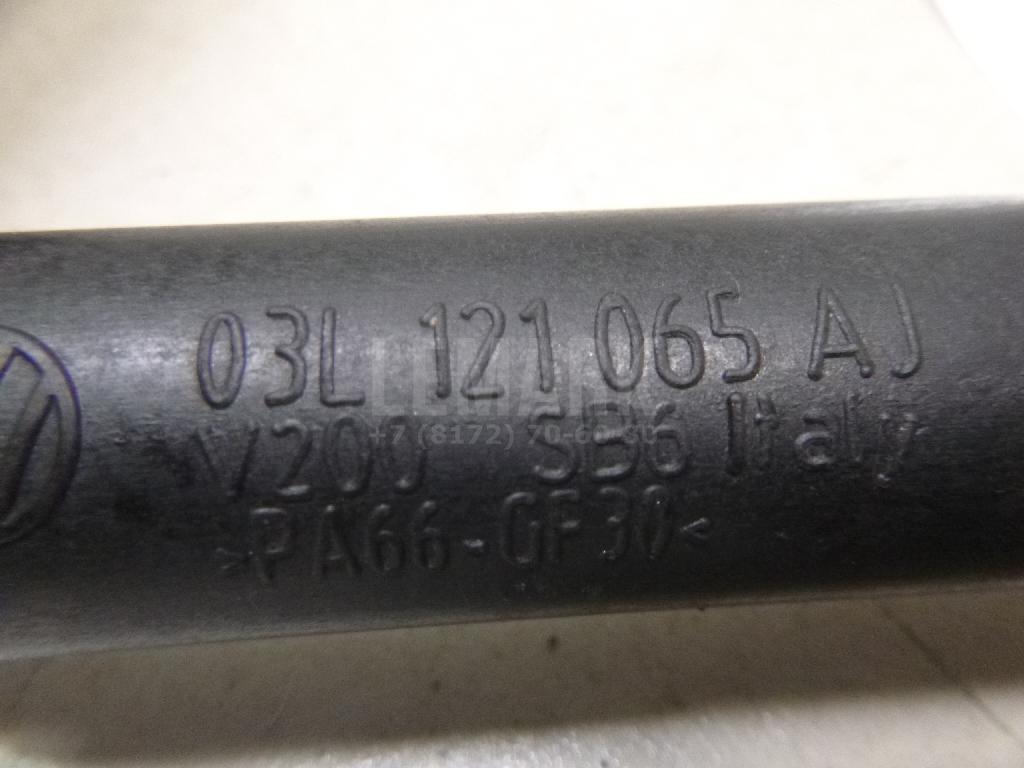 03L 121 065 AJ
V200 SB6 Italy
>PA66-GF30<